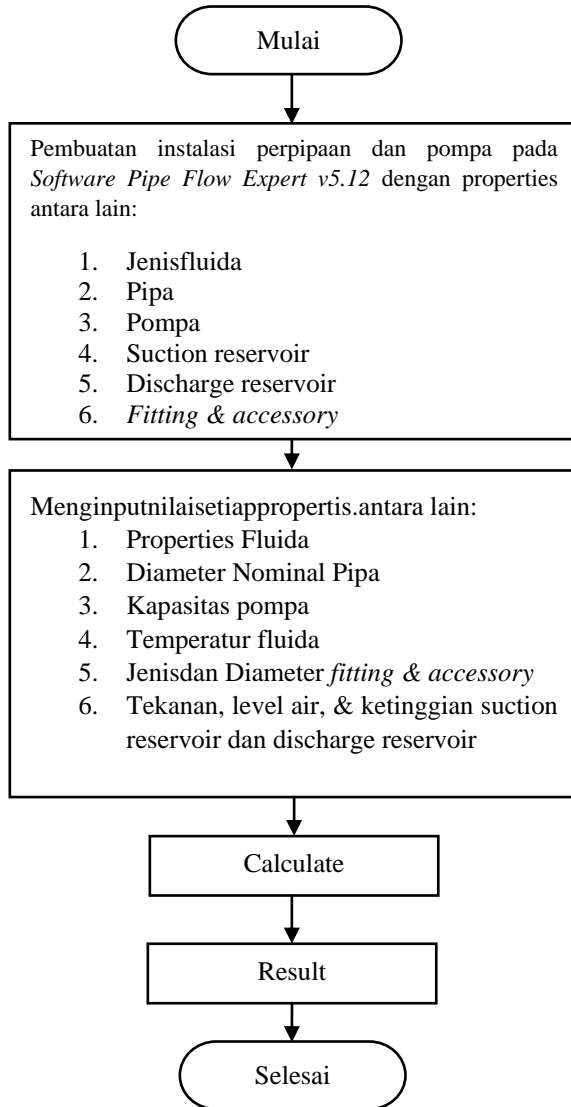 Mulai
Pembuatan instalasi perpipaan dan pompa pada
Software Pipe Flow Expert v5.12 dengan properties
antara lain:
1. Jenisfluida
2. Pipa
3. Pompa
4. Suction reservoir
5. Discharge reservoir
6. Fitting & accessory
Menginputnilaisetiappropertis.antara lain:
1. Properties Fluida
2. Diameter Nominal Pipa
3. Kapasitas pompa
4. Temperatur fluida
5. Jenisdan Diameter fitting & accessory
6. Tekanan, level air, & ketinggian suction
reservoir dan discharge reservoir
Calculate
Result
Selesai